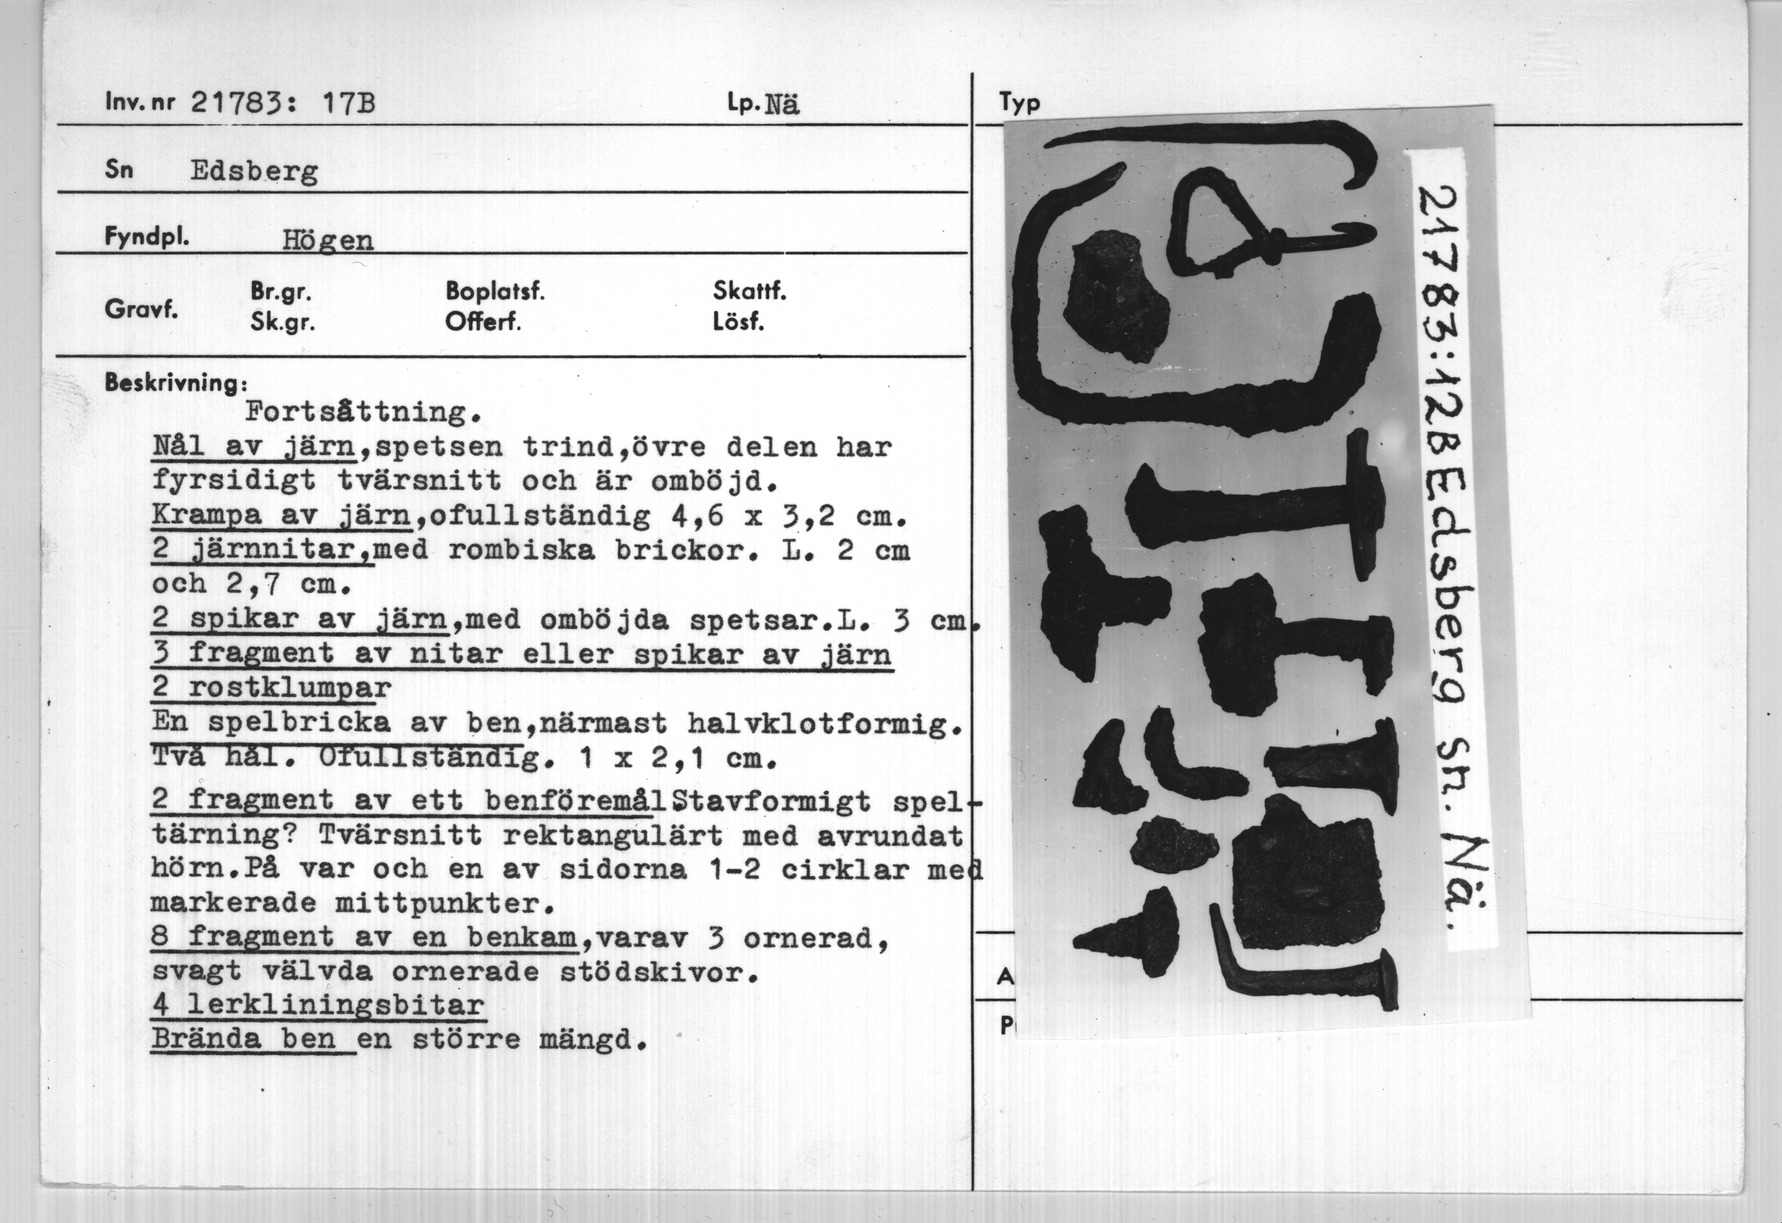 Inv. nr 21783: 17B
Lp. Nä
Sn Edsberg
Fyndpl. Högen
Gravf.
Br.gr.
Sk.gr.
Boplatsf.
Offerf.
Skattf.
Lösf.
Beskrivning:
Fortsättning.
Nål av järn,spetsen trind,övre delen har
fyrsidigt tvärsnitt och är omböjd.
Krampa av järn,ofullständig 4,6 x 3,2 cm.
2 järnnitar,med rombiska brickor. L. 2 cm
och 2,7 cm.
2 spikar av järn,med omböjda spetsar.L. 3 cm.
3 fragment av nitar eller spikar av järn
2 rostklumpar
En spelbricka av ben,närmast halvklotformig.
Två hål. Ofullständig. 1 x 2,1 cm.
2 fragment av ett benföremålStavformigt spel-
tärning? Tvärsnitt rektangulärt med avrundat
hörn.På var och en av sidorna 1-2 cirklar med
markerade mittpunkter.
8 fragment av en benkam,varav 3 ornerad,
svagt välvda ornerade stödskivor.
4 lerkliningsbitar
Brända ben en större mängd.
Typ
21783:12B Edsberg sn. Nä.
A
P